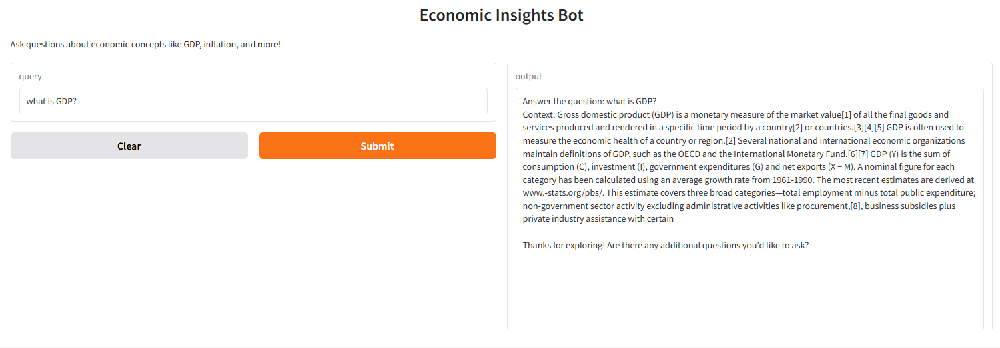 Economic Insights Bot
Ask questions about economic concepts like GDP, inflation, and more!
query
what is GDP?
Clear
Submit
output
Answer the question: what is GDP?
Context: Gross domestic product (GDP) is a monetary measure of the market value[1] of all the final goods and
services produced and rendered in a specific time period by a country[2] or countries.[3][4][5] GDP is often used to
measure the economic health of a country or region.[2] Several national and international economic organizations
maintain definitions of GDP, such as the OECD and the International Monetary Fund.[6][7] GDP (Y) is the sum of
consumption (C), investment (I), government expenditures (G) and net exports (X − M). A nominal figure for each
category has been calculated using an average growth rate from 1961-1990. The most recent estimates are derived at
www.-stats.org/pbs/. This estimate covers three broad categories—total employment minus total public expenditure;
non-government sector activity excluding administrative activities like procurement,[8], business subsidies plus
private industry assistance with certain
Thanks for exploring! Are there any additional questions you'd like to ask?